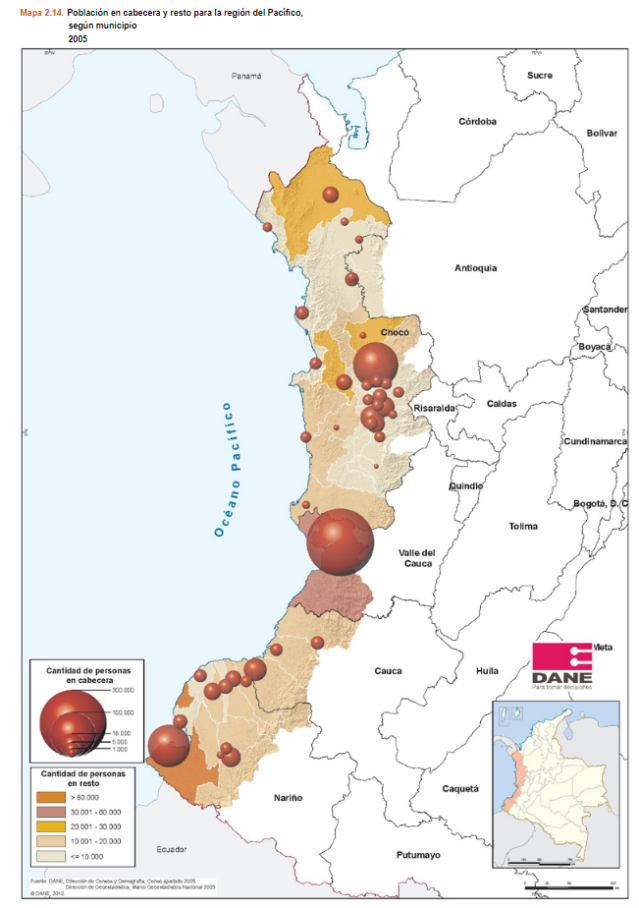 Mapa 2.14. Población en cabecera y resto para la región del Pacífico,
según municipio
2005
Panamá
Sucre
Córdoba
Bolívar
Antioquia
Santander
Boyacá
Chocó
Risaralda
Caldas
Cundinamarca
Océano Pacífico
Quindío
Bogotá, D. C
Tolima
Valle del
Cauca
Meta
DANE
Para tomar decisiones
Cantidad de personas
en cabecera
300.000
100.000
16.000
5.000
1.000
Cauca
Huila
Cantidad de personas
en resto
> 60.000
30.001 - 60.000
20.001 - 30.000
10.001 - 20.000
<= 10.000
Nariño
Caquetá
Ecuador
Putumayo
Fuente: DANE, Dirección de Censos y Demografía, Censo ajustado 2005
Dirección de Geoestadística, Marco Geoestadístico Nacional 2005
© DANE, 2012